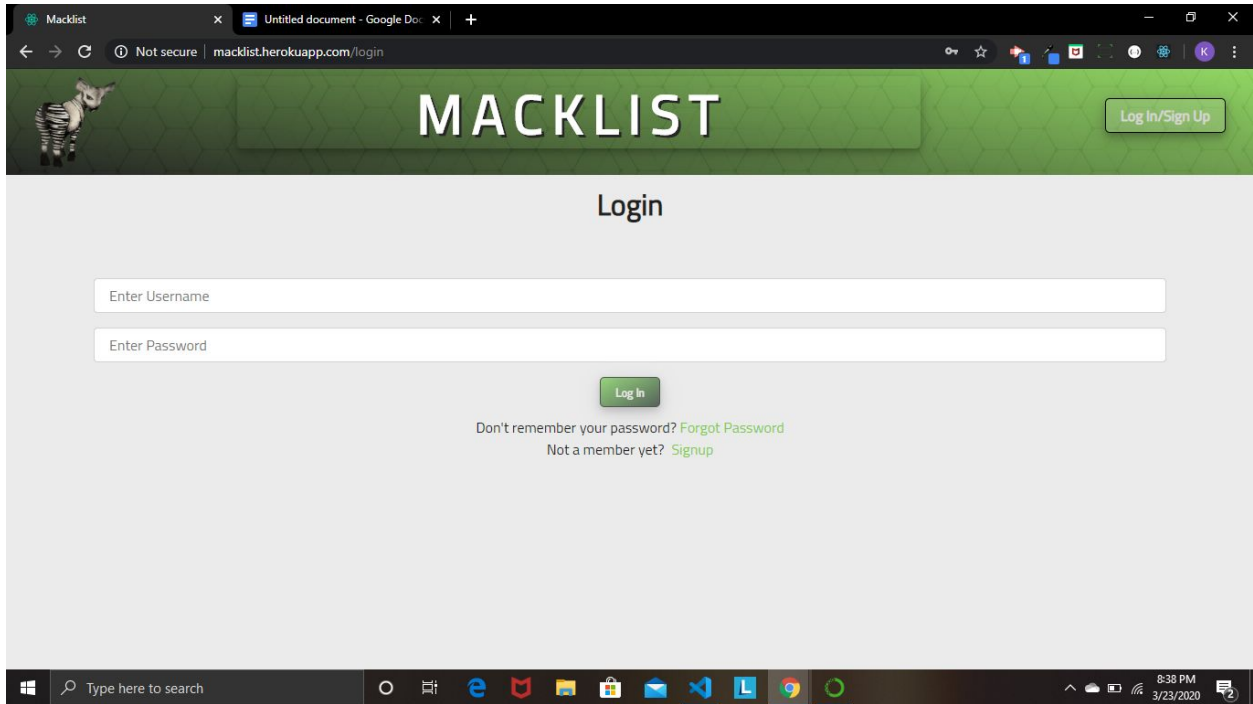 Macklist
Untitled document - Google Doc
Not secure | macklist.herokuapp.com/login
1
K
MACKLIST
Log In/Sign Up
Login
Enter Username
Enter Password
Log In
Don't remember your password? Forgot Password
Not a member yet? Signup
Type here to search
L
8:38 PM
3/23/2020
2